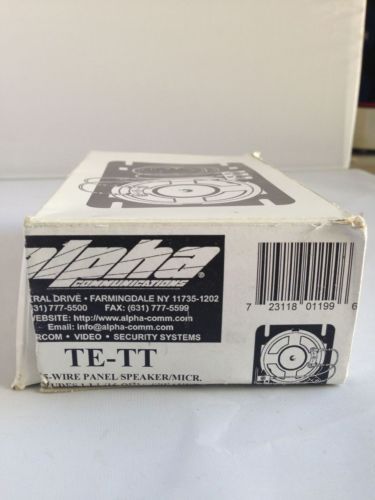 alpha®
COMMUNICATIONS
TRAL DRIVE • FARMINGDALE NY 11735-1202
31) 777-5500 FAX: (631) 777-5599
WEBSITE: http://www.alpha-comm.com
Email: info@alpha-comm.com
RCOM • VIDEO • SECURITY SYSTEMS
TE-TT
-WIRE PANEL SPEAKER/MICR.
7 23118 01199 6